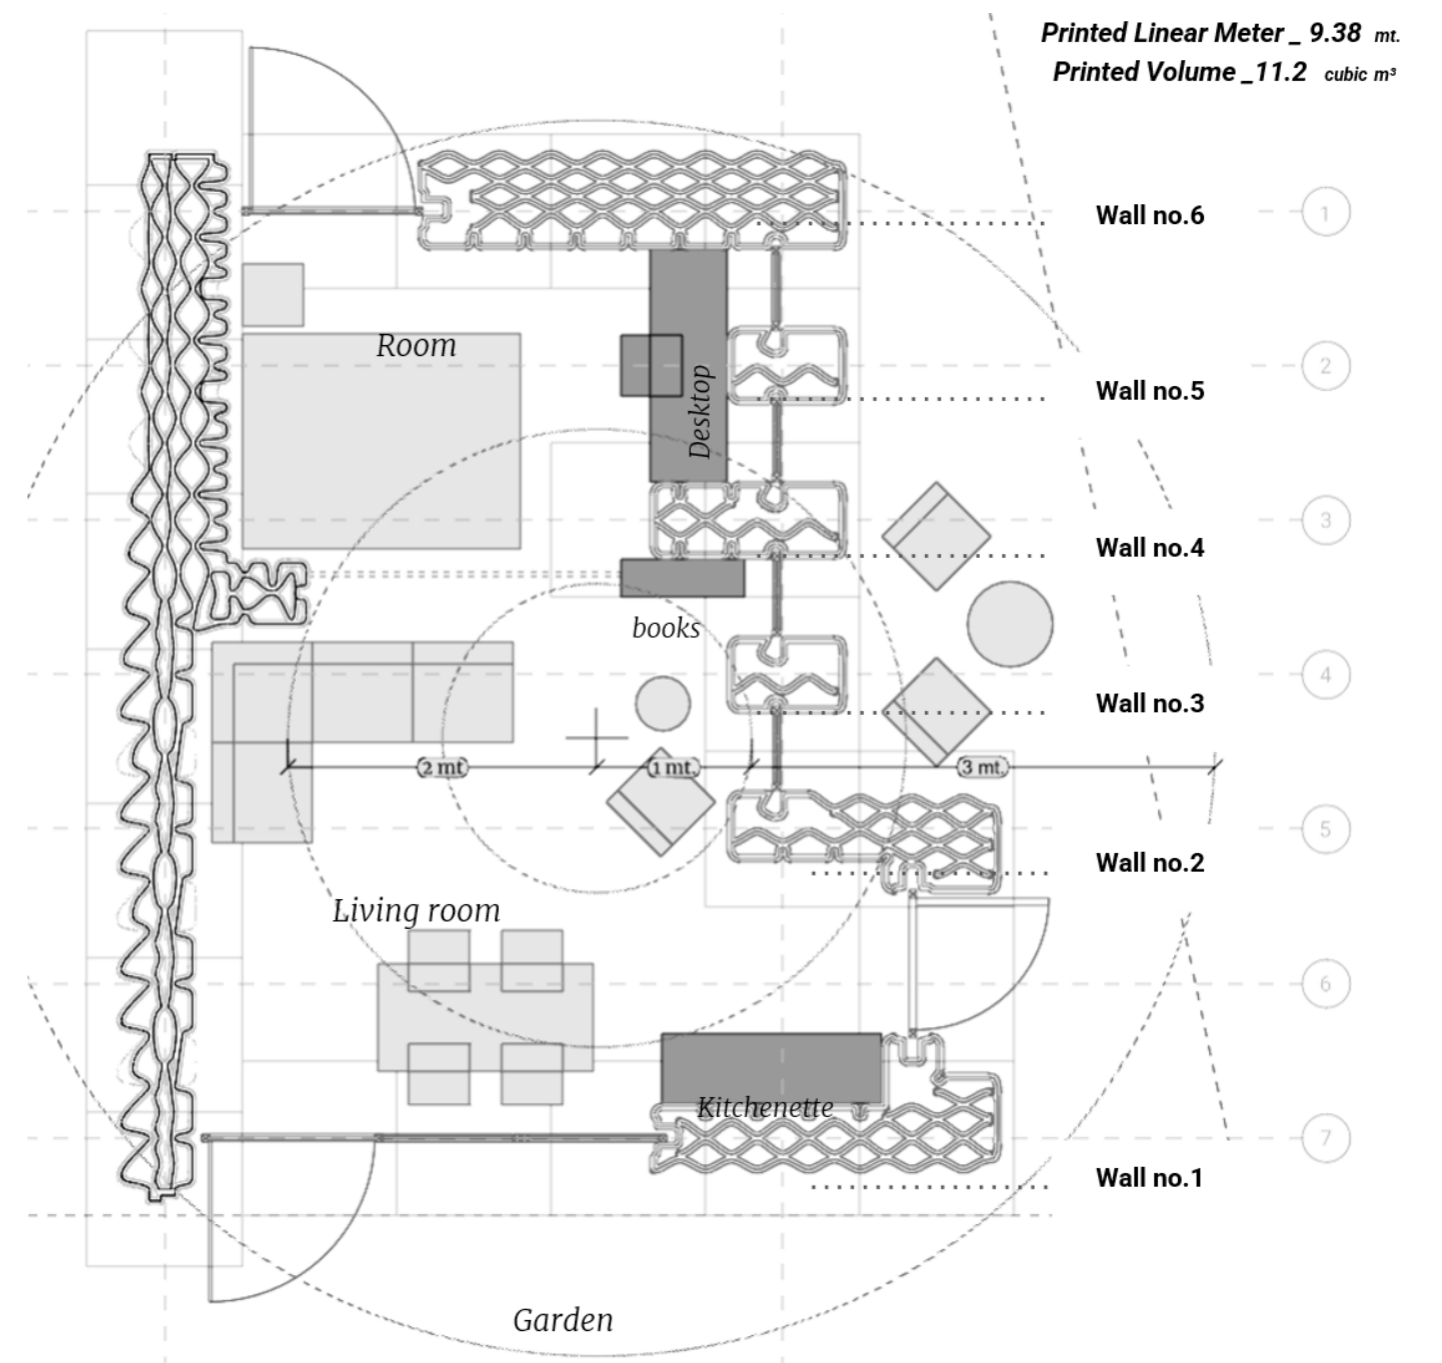 Printed Linear Meter _ 9.38 mt.
Printed Volume _11.2 cubic m³
Wall no.6
1
Room
2
Desktop
Wall no.5
3
Wall no.4
books
4
Wall no.3
2 mt
1 mt.
3 mt.
5
Wall no.2
Living room
6
Kitchenette
7
Wall no.1
Garden